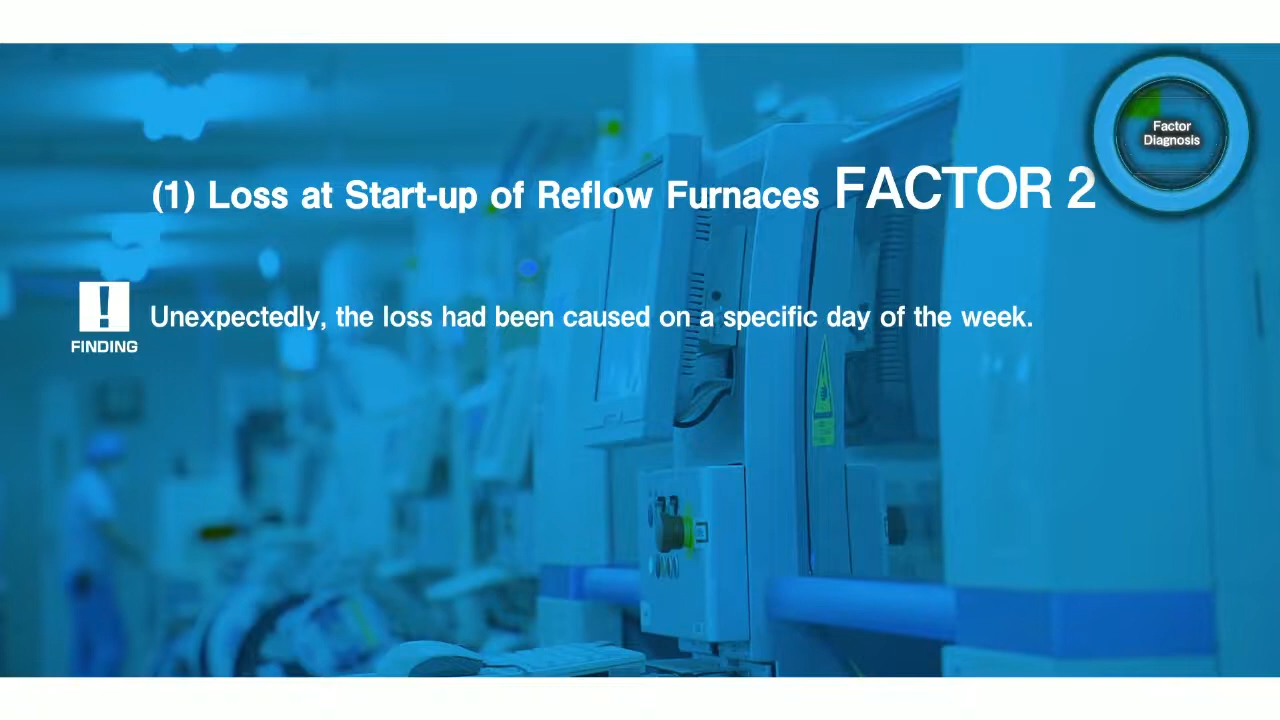 Factor
Diagnosis
(1) Loss at Start-up of Reflow Furnaces FACTOR 2
! Unexpectedly, the loss had been caused on a specific day of the week.
FINDING